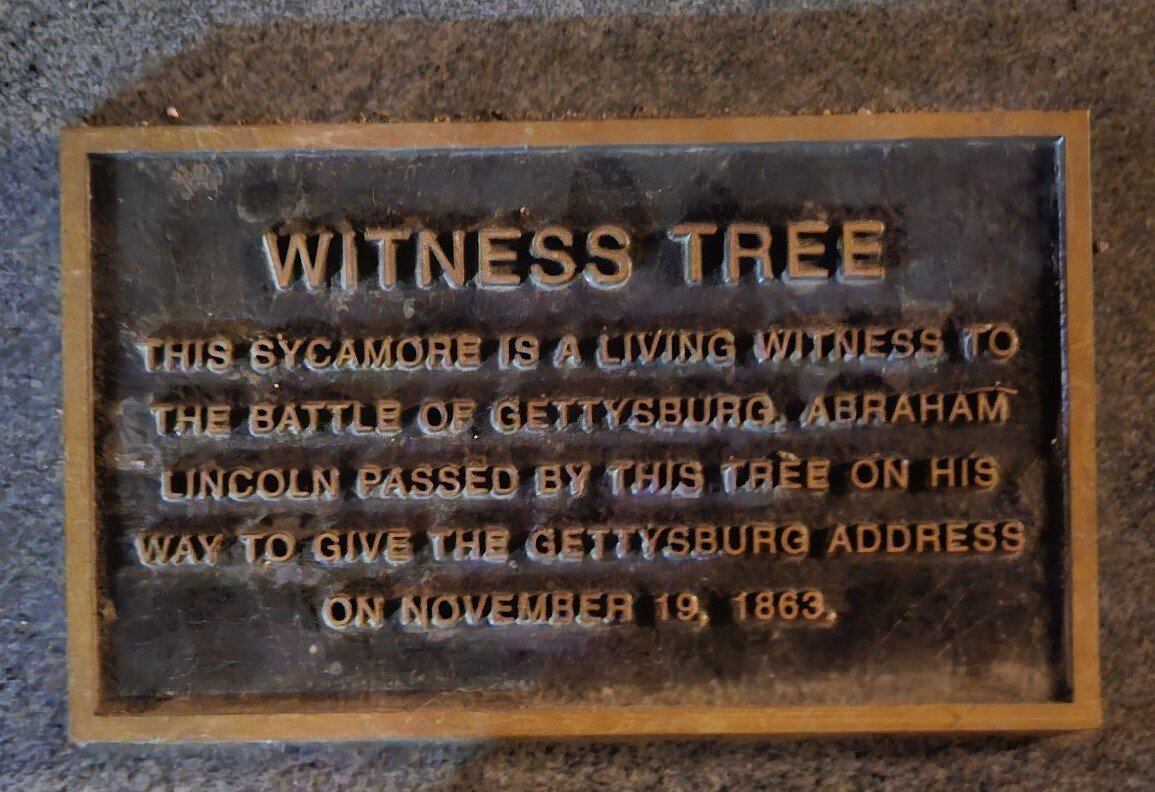 WITNESS TREE
THIS SYCAMORE IS A LIVING WITNESS TO
THE BATTLE OF GETTYSBURG. ABRAHAM
LINCOLN PASSED BY THIS TREE ON HIS
WAY TO GIVE THE GETTYSBURG ADDRESS
ON NOVEMBER 19, 1863.